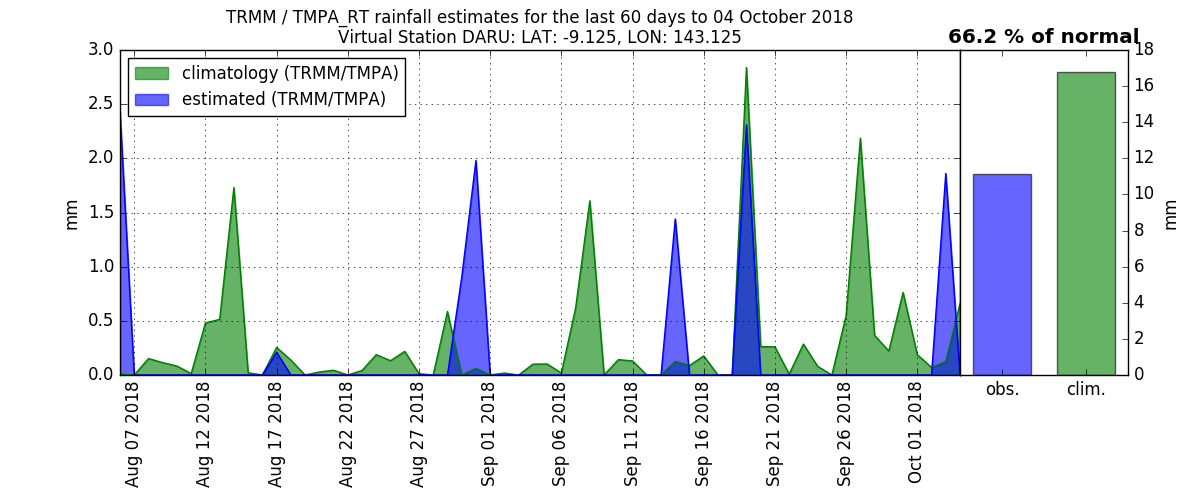 TRMM / TMPA_RT rainfall estimates for the last 60 days to 04 October 2018
Virtual Station DARU: LAT: -9.125, LON: 143.125
66.2 % of normal
climatology (TRMM/TMPA)
estimated (TRMM/TMPA)
mm
3.0
2.5
2.0
1.5
1.0
0.5
0.0
Aug 07 2018
Aug 12 2018
Aug 17 2018
Aug 22 2018
Aug 27 2018
Sep 01 2018
Sep 06 2018
Sep 11 2018
Sep 16 2018
Sep 21 2018
Sep 26 2018
Oct 01 2018
obs.
clim.
18
16
14
12
10
8
6
4
2
0
mm